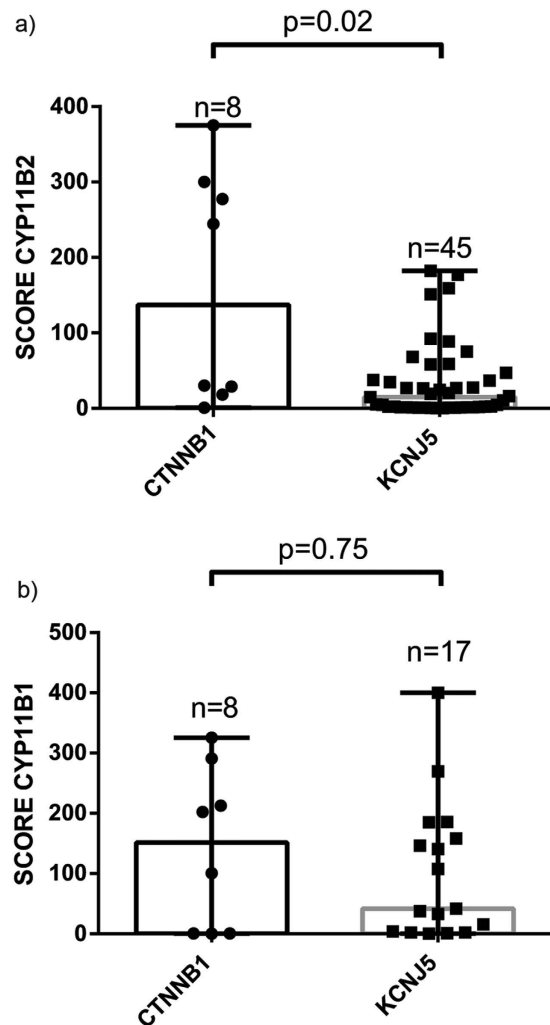 a)
p=0.02
n=8
n=45
SCORE CYP11B2
400
300
200
100
0
CTNNB1
KCNJ5
p=0.75
b)
n=8
n=17
SCORE CYP11B1
500
400
300
200
100
0
CTNNB1
KCNJ5